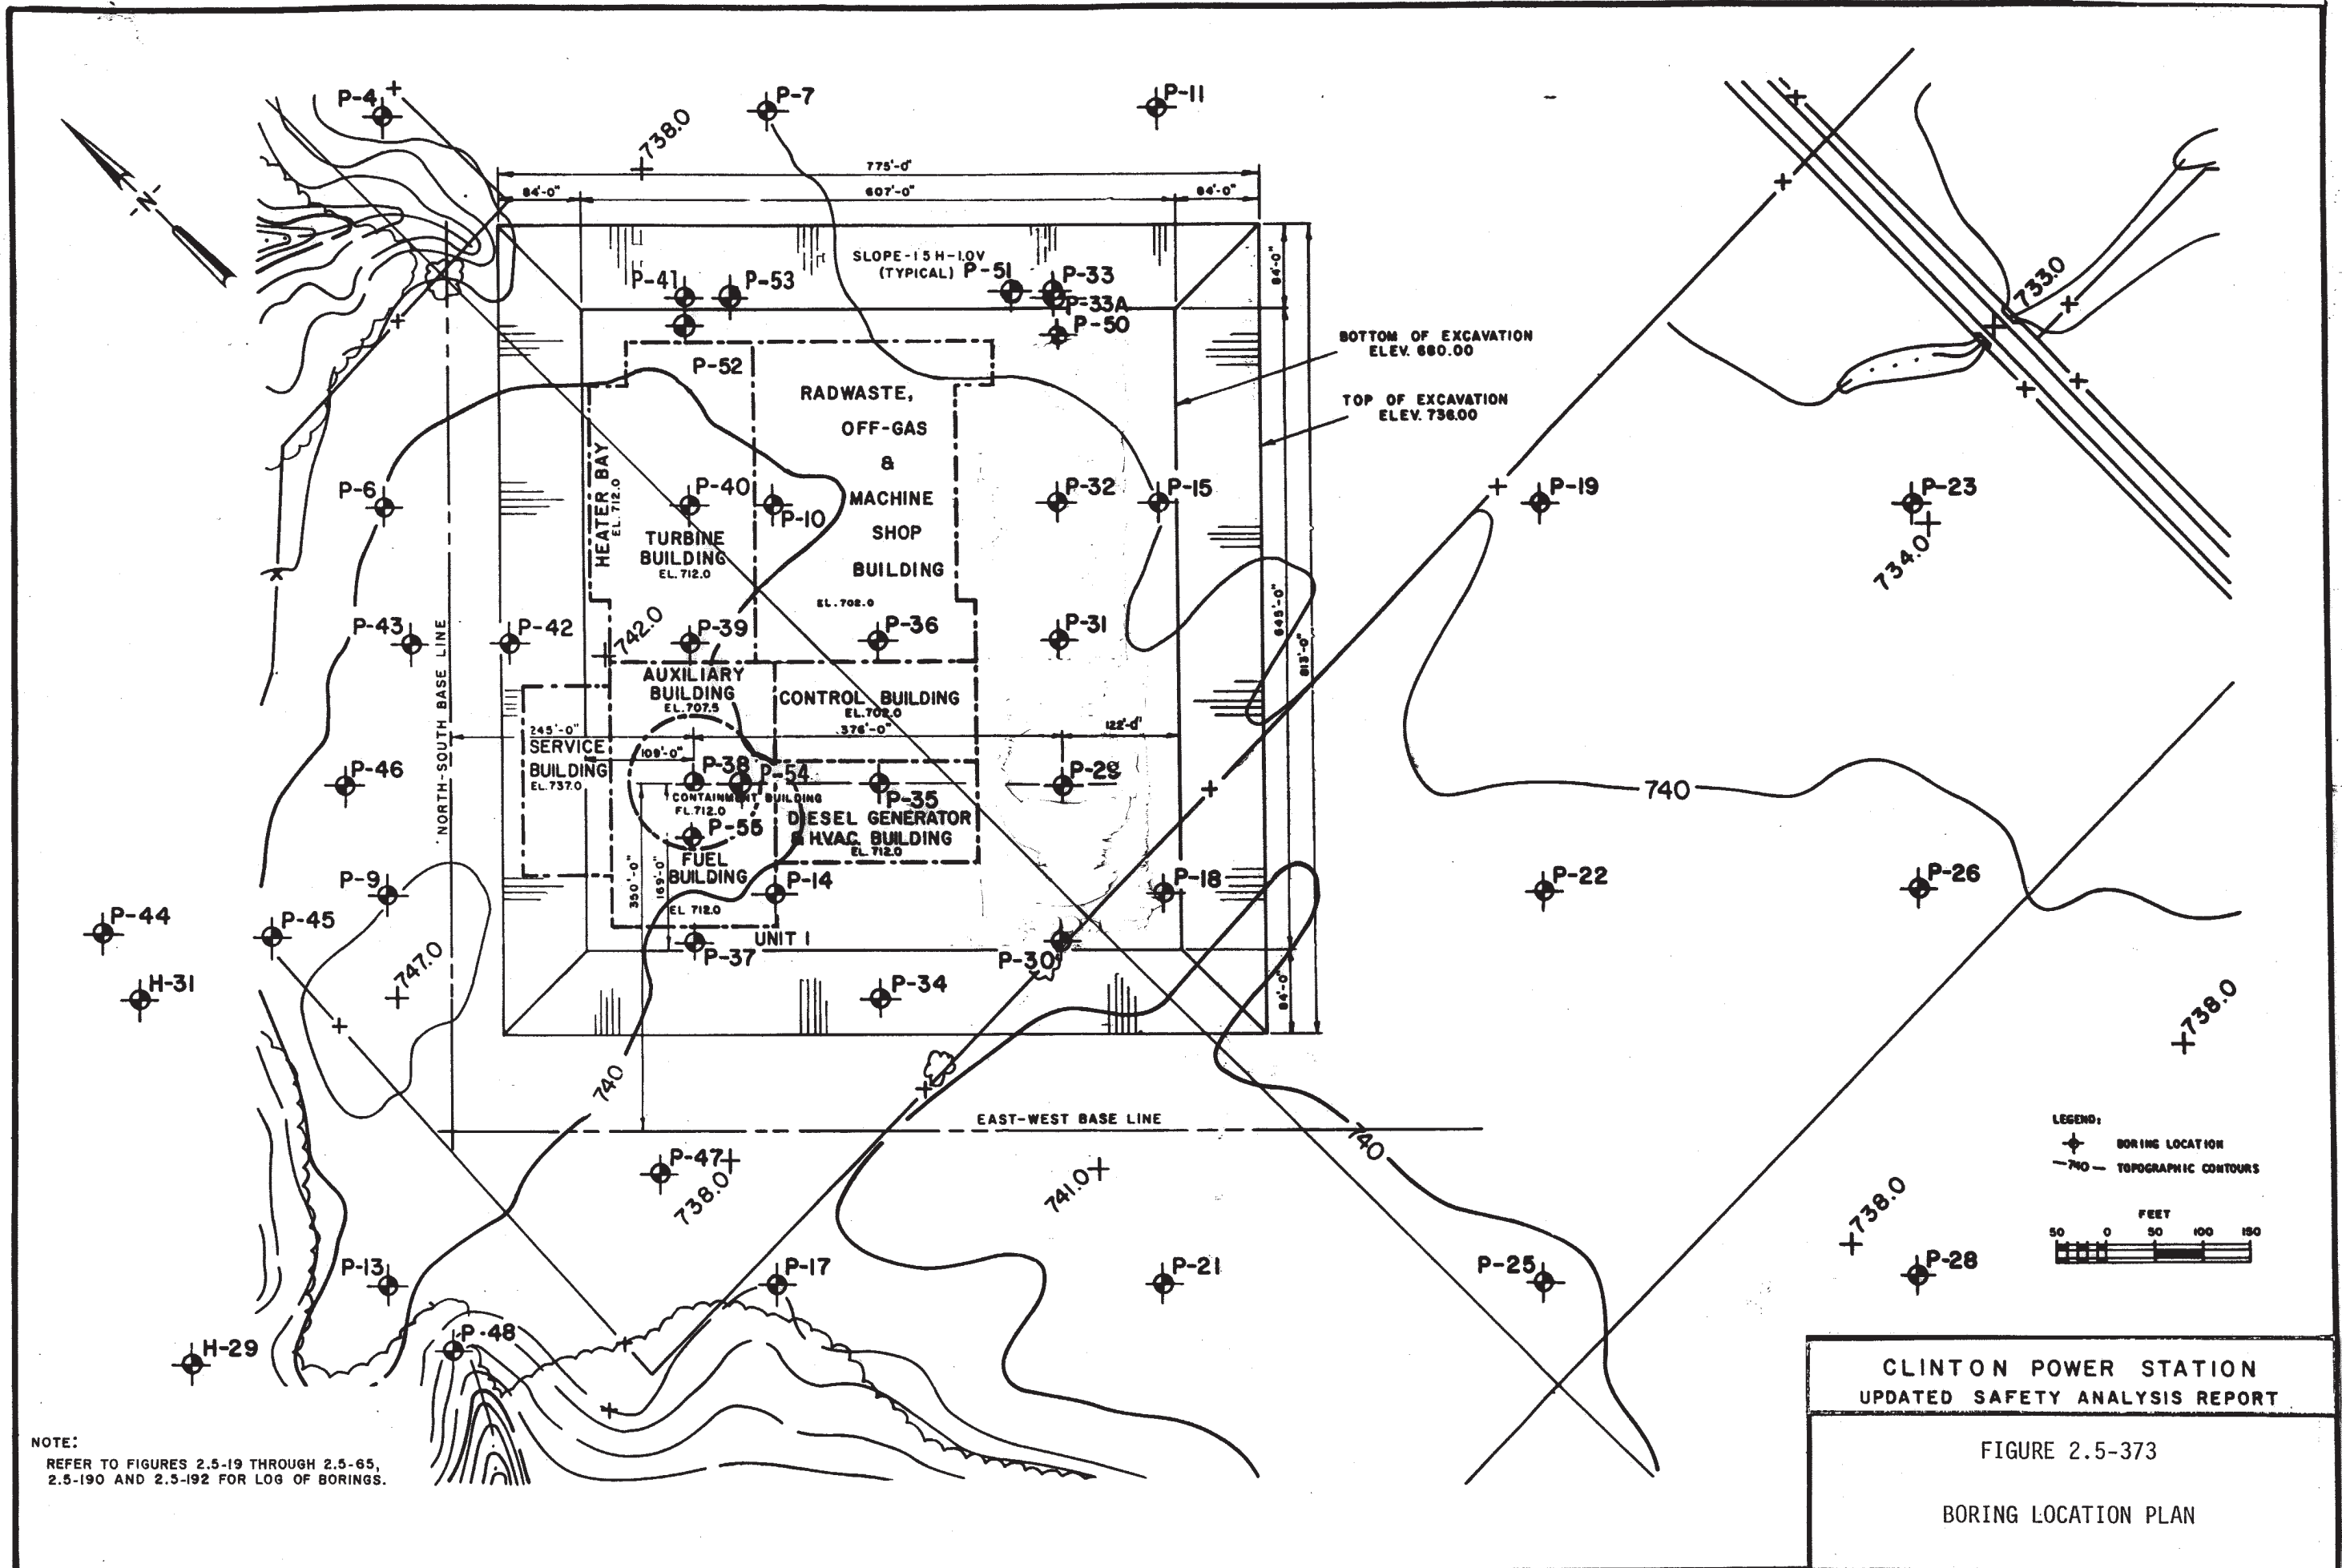 P-4
P-7
P-11
738.0
N
775'-0"
84'-0"
607'-0"
84'-0"
SLOPE-1.5 H-1.0V
(TYPICAL)
P-41
P-53
P-51
P-33
P-33A
P-50
84'-0"
733.0
BOTTOM OF EXCAVATION
ELEV. 680.00
TOP OF EXCAVATION
ELEV. 736.00
P-52
RADWASTE,
OFF-GAS
&
MACHINE
SHOP
BUILDING
EL. 702.0
HEATER BAY
EL. 712.0
P-6
P-40
P-10
P-32
P-15
P-19
P-23
734.0
TURBINE
BUILDING
EL. 712.0
P-43
P-42
742.0
P-39
P-36
P-31
645'-0"
813'-0"
NORTH-SOUTH BASE LINE
AUXILIARY
BUILDING
EL. 707.5
CONTROL BUILDING
EL. 702.0
245'-0"
376'-0"
122'-0"
SERVICE
BUILDING
EL. 737.0
109'-0"
P-46
P-38
P-54
P-35
P-29
740
CONTAINMENT BUILDING
EL. 712.0
P-55
DIESEL GENERATOR
& HVAC. BUILDING
EL. 712.0
FUEL
BUILDING
EL 712.0
350'-0"
169'-0"
P-9
P-14
P-18
P-22
P-26
P-44
P-45
UNIT 1
P-37
P-30
H-31
747.0
P-34
84'-0"
738.0
740
EAST-WEST BASE LINE
740
LEGEND:
BORING LOCATION
740 TOPOGRAPHIC CONTOURS
P-47
738.0
741.0
738.0
FEET
50 0 50 100 150
P-13
P-17
P-21
P-25
P-28
H-29
P-48
CLINTON POWER STATION
UPDATED SAFETY ANALYSIS REPORT
FIGURE 2.5-373
BORING LOCATION PLAN
NOTE:
REFER TO FIGURES 2.5-19 THROUGH 2.5-65,
2.5-190 AND 2.5-192 FOR LOG OF BORINGS.